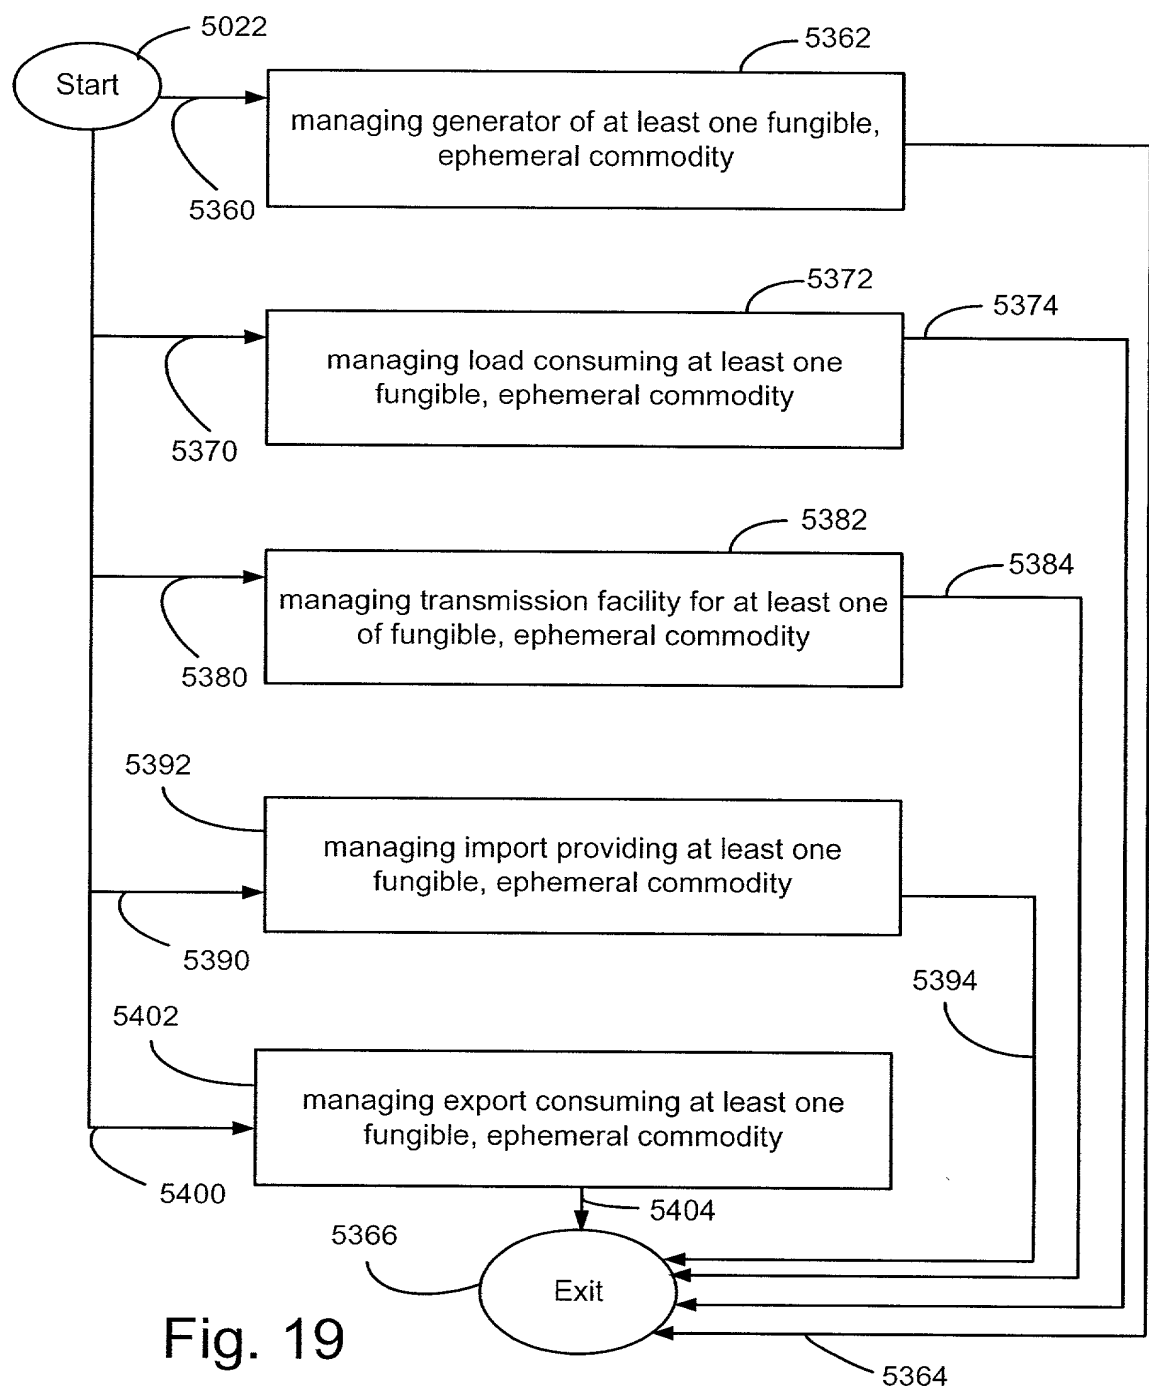 5022
Start
5362
managing generator of at least one fungible,
ephemeral commodity
5360
5372
5374
managing load consuming at least one
fungible, ephemeral commodity
5370
5382
5384
managing transmission facility for at least one
of fungible, ephemeral commodity
5380
5392
managing import providing at least one
fungible, ephemeral commodity
5390
5394
5402
managing export consuming at least one
fungible, ephemeral commodity
5400
5404
5366
Exit
Fig. 19
5364